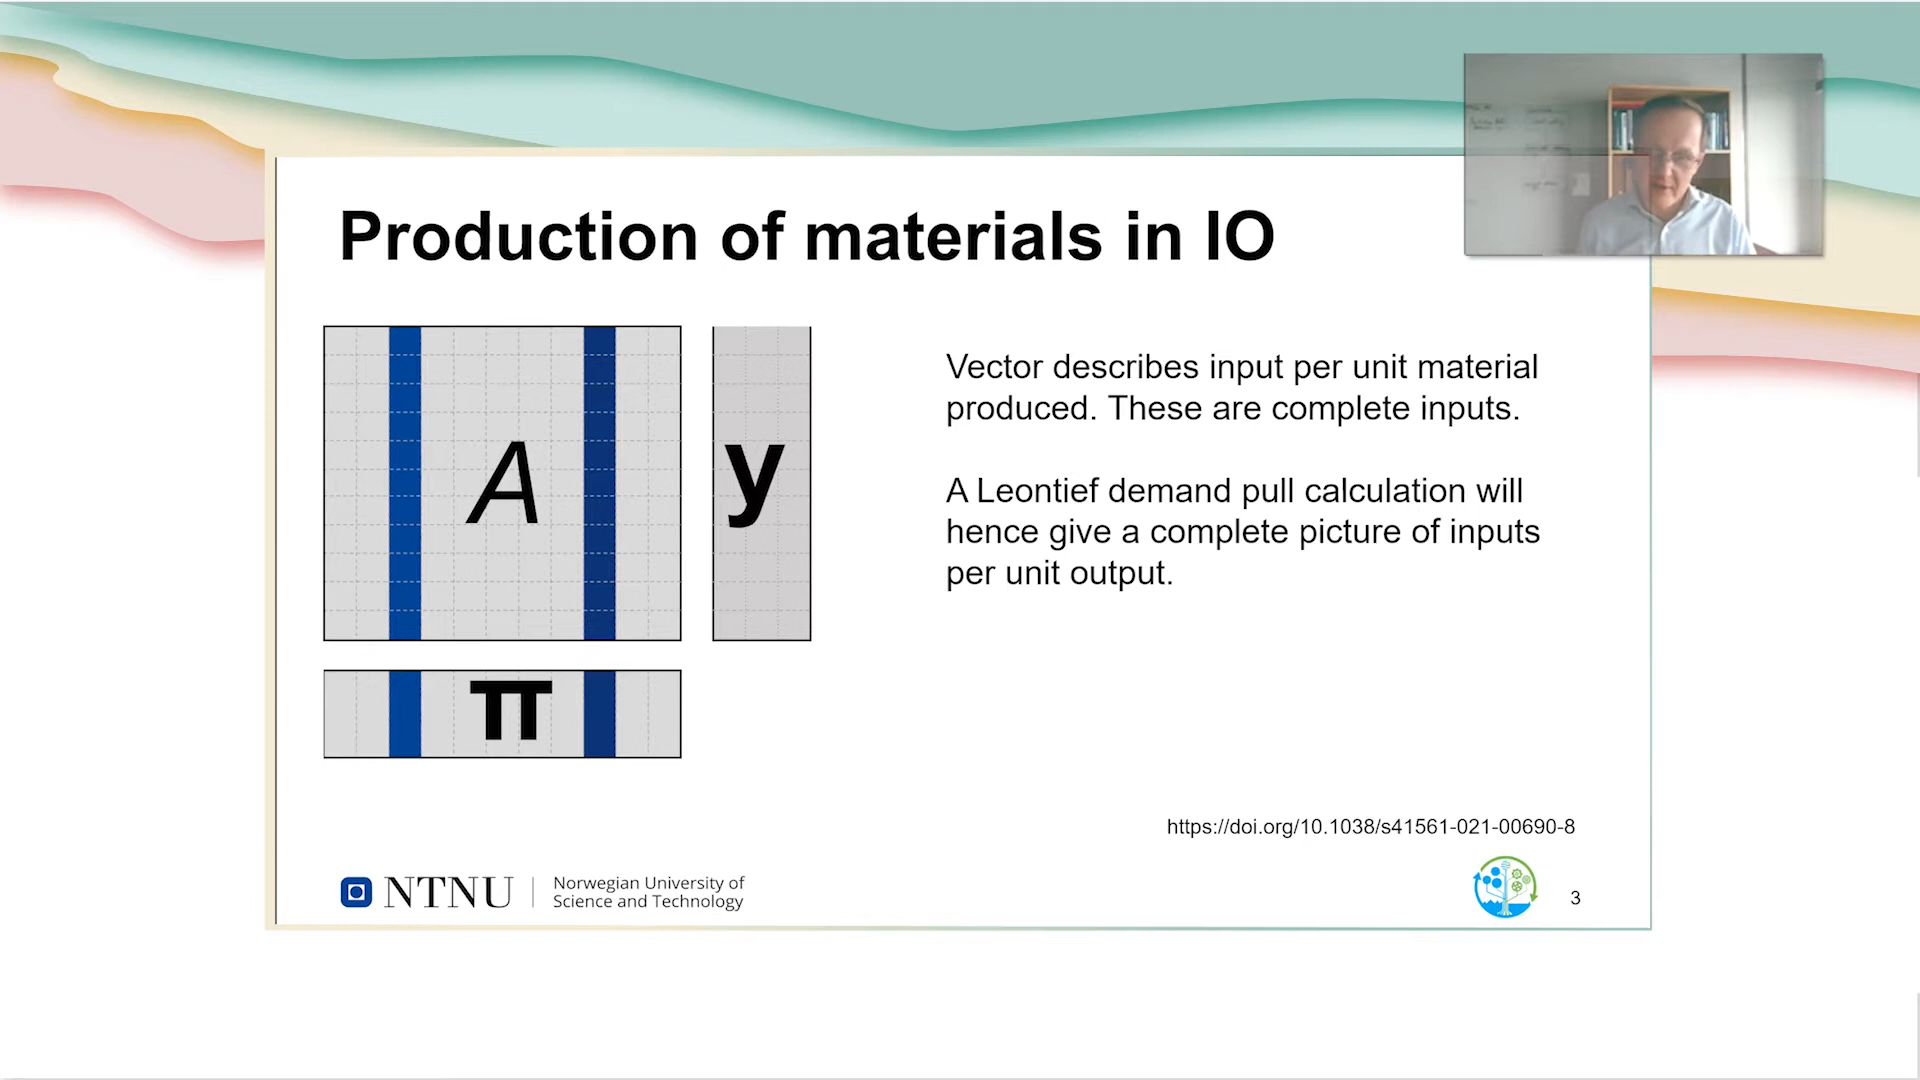 Production of materials in IO
A
y
π
Vector describes input per unit material
produced. These are complete inputs.
A Leontief demand pull calculation will
hence give a complete picture of inputs
per unit output.
https://doi.org/10.1038/s41561-021-00690-8
NTNU
Norwegian University of
Science and Technology
3